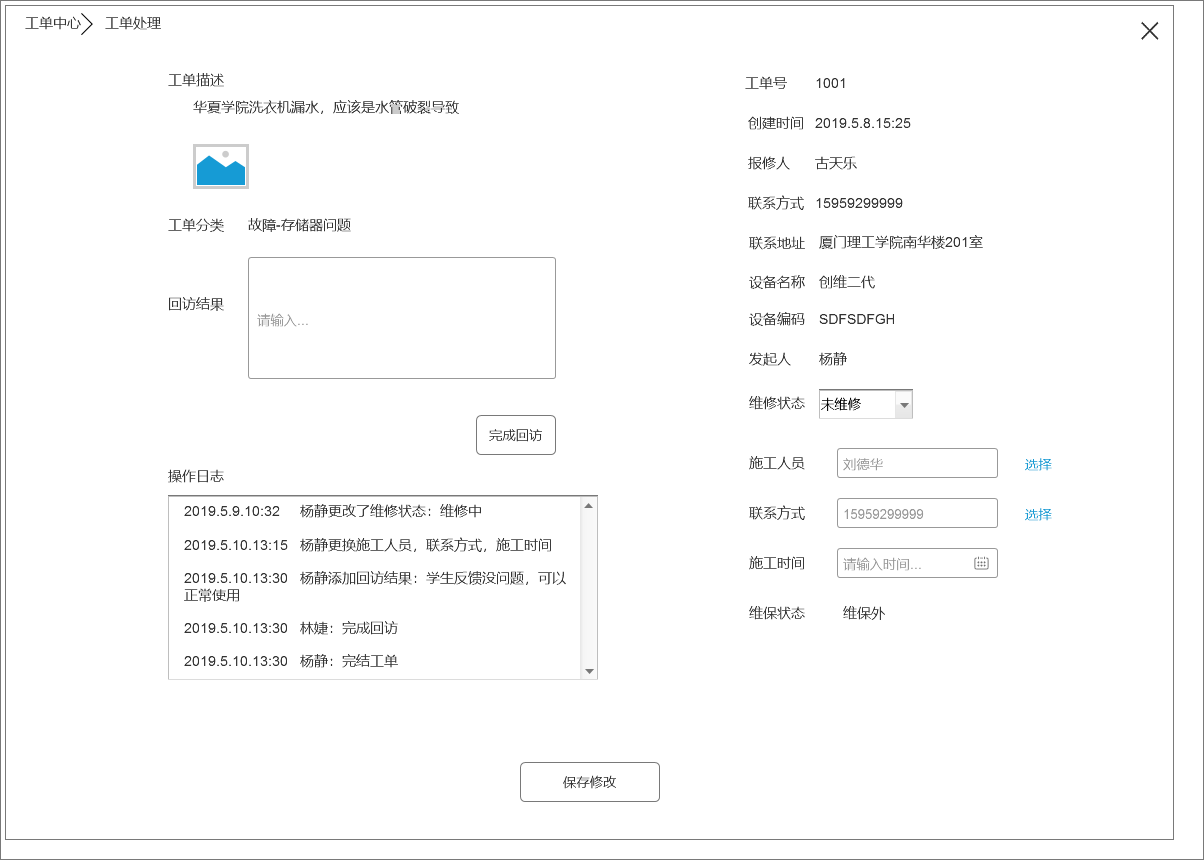 工单中心 工单处理
工单描述
华夏学院洗衣机漏水，应该是水管破裂导致
工单分类 故障-存储器问题
回访结果
请输入...
完成回访
操作日志
2019.5.9.10:32 杨静更改了维修状态：维修中
2019.5.10.13:15 杨静更换施工人员，联系方式，施工时间
2019.5.10.13:30 杨静添加回访结果：学生反馈没问题，可以
正常使用
2019.5.10.13:30 林婕：完成回访
2019.5.10.13:30 杨静：完结工单
工单号 1001
创建时间 2019.5.8.15:25
报修人 古天乐
联系方式 15959299999
联系地址 厦门理工学院南华楼201室
设备名称 创维二代
设备编码 SDFSDFGH
发起人 杨静
维修状态 未维修
施工人员 刘德华 选择
联系方式 15959299999 选择
施工时间 请输入时间...
维保状态 维保外
保存修改